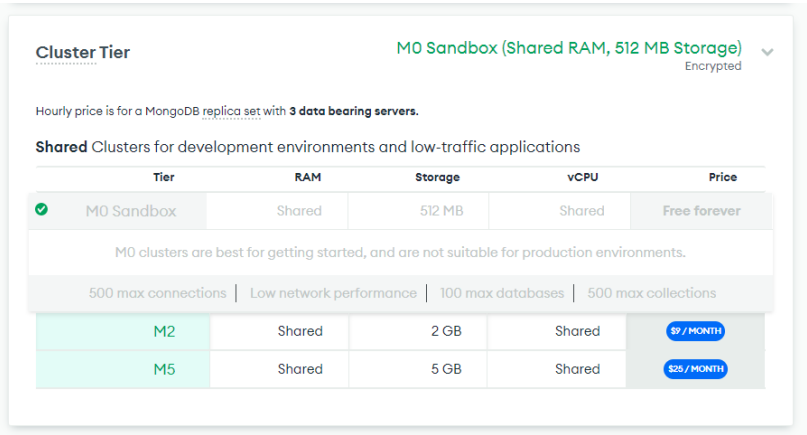 Cluster Tier
M0 Sandbox (Shared RAM, 512 MB Storage)
Encrypted
Hourly price is for a MongoDB replica set with 3 data bearing servers.
Shared Clusters for development environments and low-traffic applications
Tier RAM Storage vCPU Price
M0 Sandbox Shared 512 MB Shared Free forever
M0 clusters are best for getting started, and are not suitable for production environments.
500 max connections | Low network performance | 100 max databases | 500 max collections
M2 Shared 2 GB Shared $9 / MONTH
M5 Shared 5 GB Shared $25 / MONTH